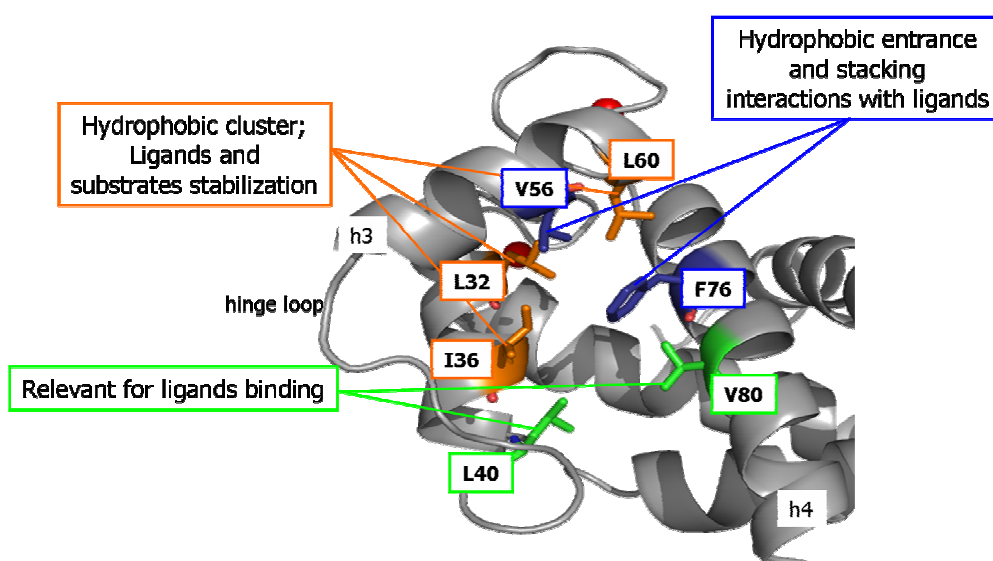 Hydrophobic entrance
and stacking
interactions with ligands
Hydrophobic cluster;
Ligands and
substrates stabilization
L60
V56
h3
L32
F76
hinge loop
I36
Relevant for ligands binding
V80
L40
h4